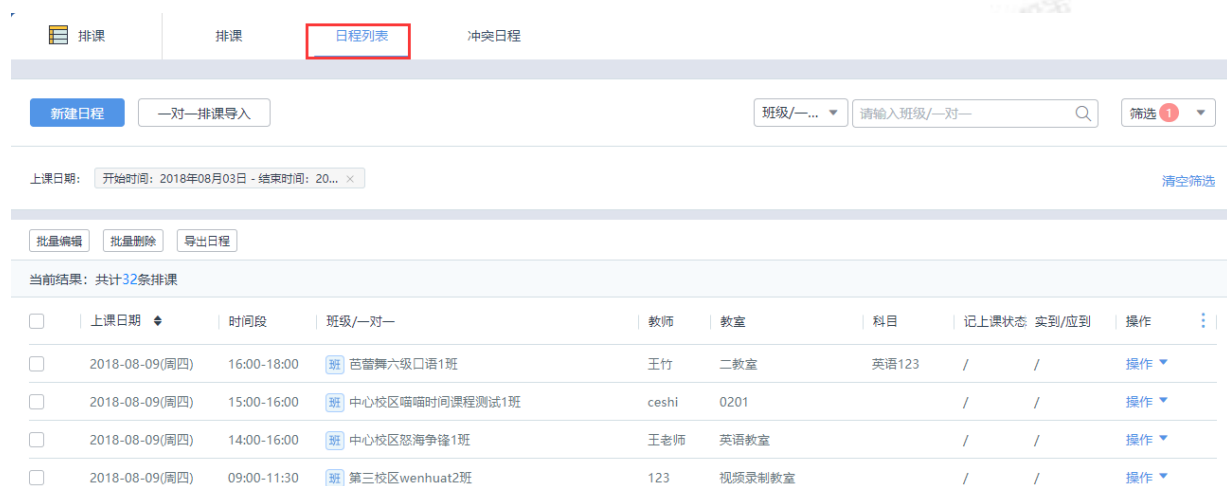 排课 排课 日程列表 冲突日程
新建日程 一对一排课导入 班级/一... 请输入班级/一对一 筛选 1
上课日期: 开始时间: 2018年08月03日 - 结束时间: 20... × 清空筛选
批量编辑 批量删除 导出日程
当前结果: 共计32条排课
上课日期 时间段 班级/一对一 教师 教室 科目 记上课状态 实到/应到 操作
2018-08-09(周四) 16:00-18:00 班 芭蕾舞六级口语1班 王竹 二教室 英语123 / / 操作
2018-08-09(周四) 15:00-16:00 班 中心校区喵喵时间课程测试1班 ceshi 0201 / / 操作
2018-08-09(周四) 14:00-16:00 班 中心校区怒海争锋1班 王老师 英语教室 / / 操作
2018-08-09(周四) 09:00-11:30 班 第三校区wenhuat2班 123 视频录制教室 / / 操作